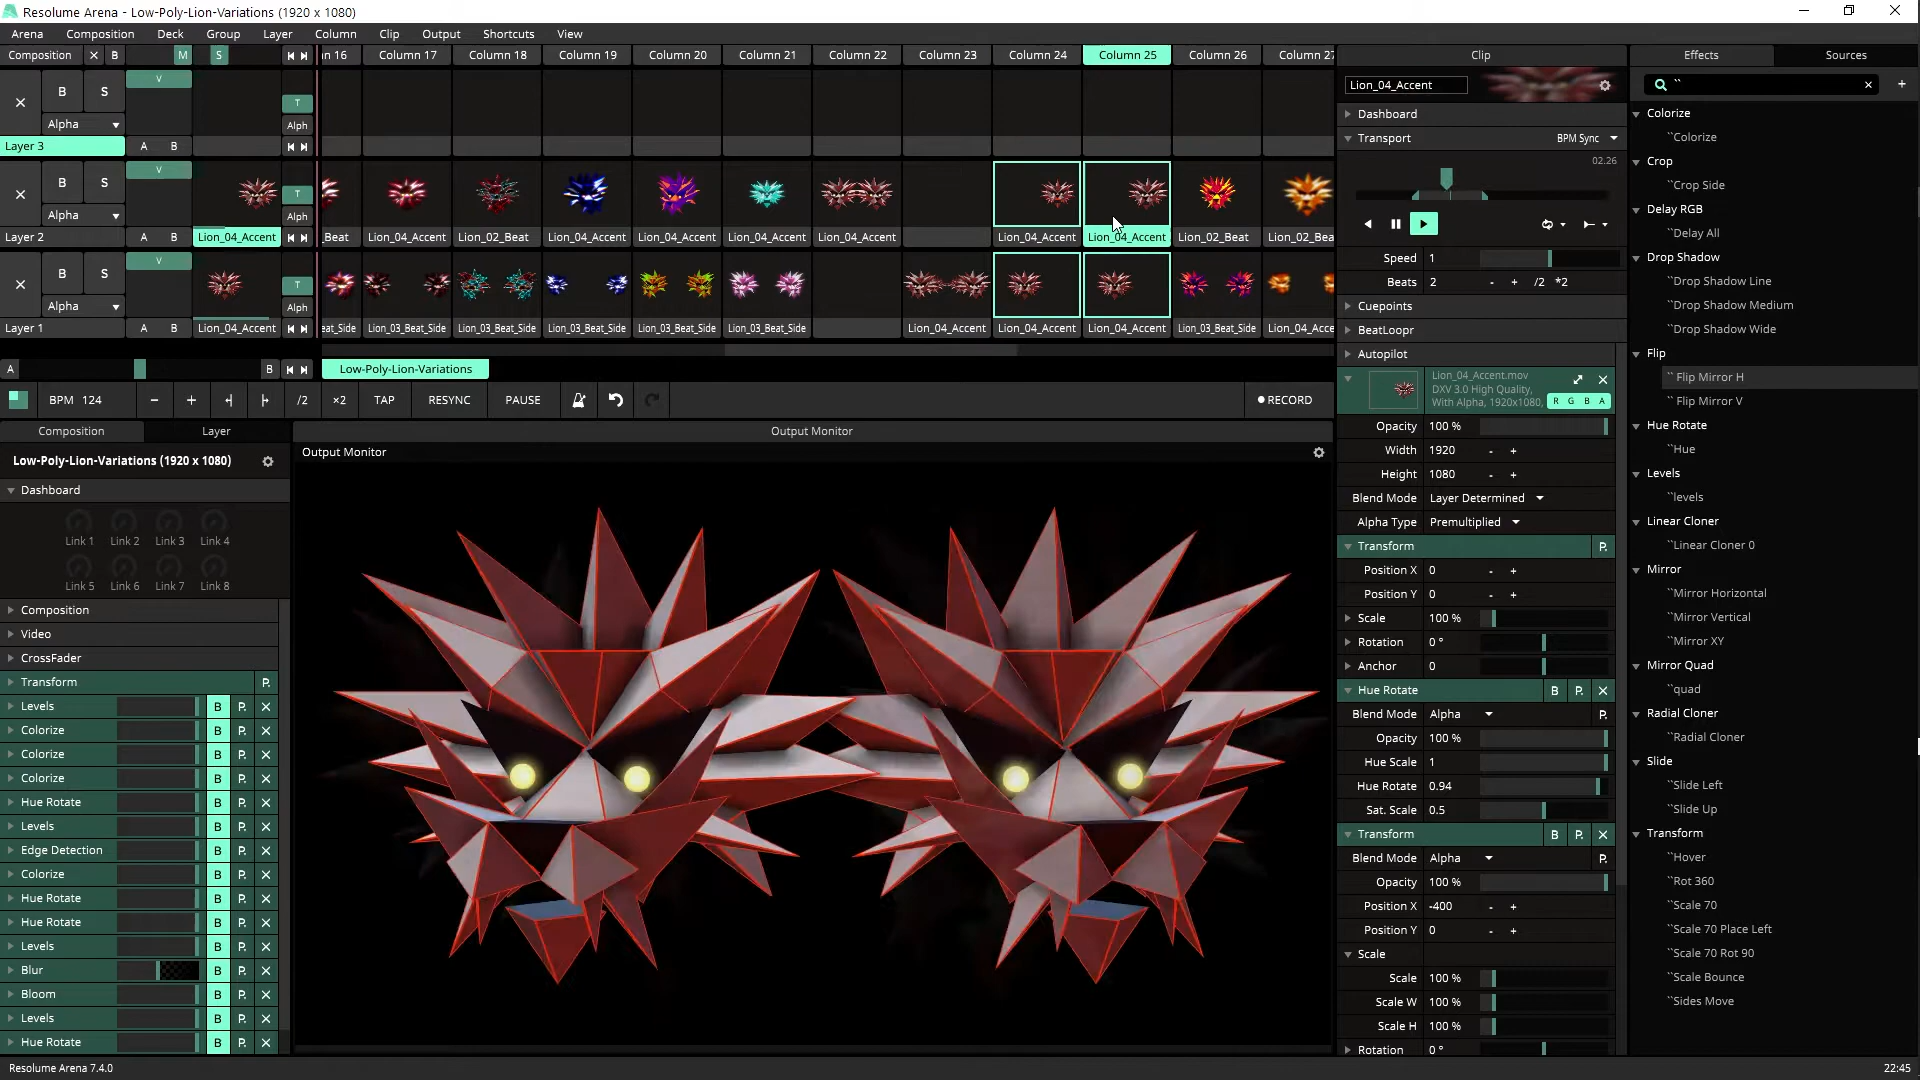 Resolume Arena - Low-Poly-Lion-Variations (1920 x 1080)
Arena Composition Deck Group Layer Column Clip Output Shortcuts View
Composition X B M S
n 16 Column 17 Column 18 Column 19 Column 20 Column 21 Column 22 Column 23 Column 24 Column 25 Column 26 Column 27
B S V T
Alpha Alph
Layer 3 A B
B S V T
Alpha Alph
Layer 2 A B Lion_04_Accent
_Beat Lion_04_Accent Lion_02_Beat Lion_04_Accent Lion_04_Accent Lion_04_Accent Lion_04_Accent Lion_04_Accent Lion_04_Accent Lion_02_Beat Lion_02_Bea
B S V T
Alpha Alph
Layer 1 A B Lion_04_Accent
eat_Side Lion_03_Beat_Side Lion_03_Beat_Side Lion_03_Beat_Side Lion_03_Beat_Side Lion_03_Beat_Side Lion_04_Accent Lion_04_Accent Lion_04_Accent Lion_03_Beat_Side Lion_04_Acce
A B Low-Poly-Lion-Variations
BPM 124 - + /2 ×2 TAP RESYNC PAUSE RECORD
Composition Layer
Low-Poly-Lion-Variations (1920 x 1080)
Dashboard
Link 1 Link 2 Link 3 Link 4
Link 5 Link 6 Link 7 Link 8
Composition
Video
CrossFader
Transform P.
Levels B P. X
Colorize B P. X
Colorize B P. X
Colorize B P. X
Hue Rotate B P. X
Levels B P. X
Edge Detection B P. X
Colorize B P. X
Hue Rotate B P. X
Hue Rotate B P. X
Levels B P. X
Blur B P. X
Bloom B P. X
Levels B P. X
Hue Rotate B P. X
Output Monitor
Output Monitor
Clip
Lion_04_Accent
Dashboard
Transport BPM Sync
02.26
Speed 1
Beats 2 - + /2 *2
Cuepoints
BeatLoopr
Autopilot
Lion_04_Accent.mov
DXV 3.0 High Quality,
With Alpha, 1920x1080, R G B A
Opacity 100 %
Width 1920 - +
Height 1080 - +
Blend Mode Layer Determined
Alpha Type Premultiplied
Transform P.
Position X 0 - +
Position Y 0 - +
Scale 100 %
Rotation 0 °
Anchor 0
Hue Rotate B P. X
Blend Mode Alpha P.
Opacity 100 %
Hue Scale 1
Hue Rotate 0.94
Sat. Scale 0.5
Transform B P. X
Blend Mode Alpha P.
Opacity 100 %
Position X -400 - +
Position Y 0 - +
Scale
Scale 100 %
Scale W 100 %
Scale H 100 %
Rotation 0 °
Effects Sources
`` × +
Colorize
``Colorize
Crop
``Crop Side
Delay RGB
``Delay All
Drop Shadow
``Drop Shadow Line
``Drop Shadow Medium
``Drop Shadow Wide
Flip
`` Flip Mirror H
`` Flip Mirror V
Hue Rotate
``Hue
Levels
``levels
Linear Cloner
``Linear Cloner 0
Mirror
``Mirror Horizontal
``Mirror Vertical
``Mirror XY
Mirror Quad
``quad
Radial Cloner
``Radial Cloner
Slide
``Slide Left
``Slide Up
Transform
``Hover
``Rot 360
``Scale 70
``Scale 70 Place Left
``Scale 70 Rot 90
``Scale Bounce
``Sides Move
Resolume Arena 7.4.0
22:45